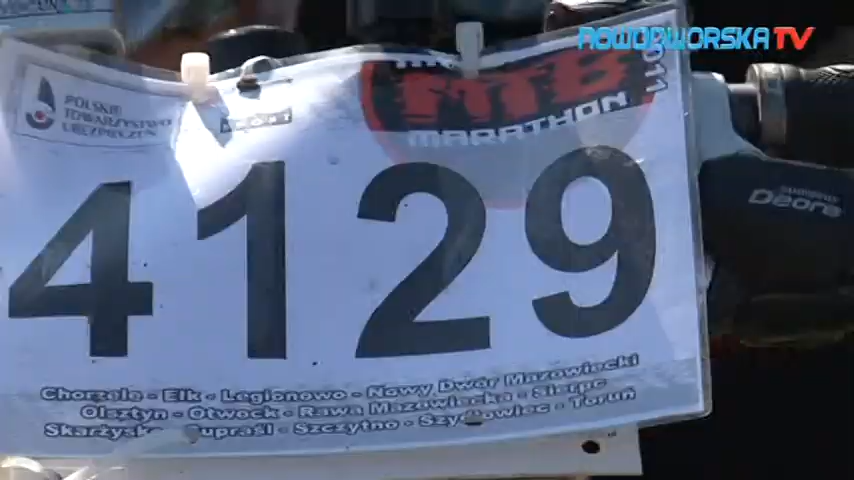 NOWODWORSKA TV
POLSKIE
TOWARZYSTWO
UBEZPIECZEŃ
MTB
MARATHON
4129
SHIMANO
Deore
Chorzele - Ełk - Legionowo - Nowy Dwór Mazowiecki
Olsztyn - Otwock - Rawa Mazowiecka - Sierpc
Skarżysko - Supraśl - Szczytno - Szydłowiec - Toruń